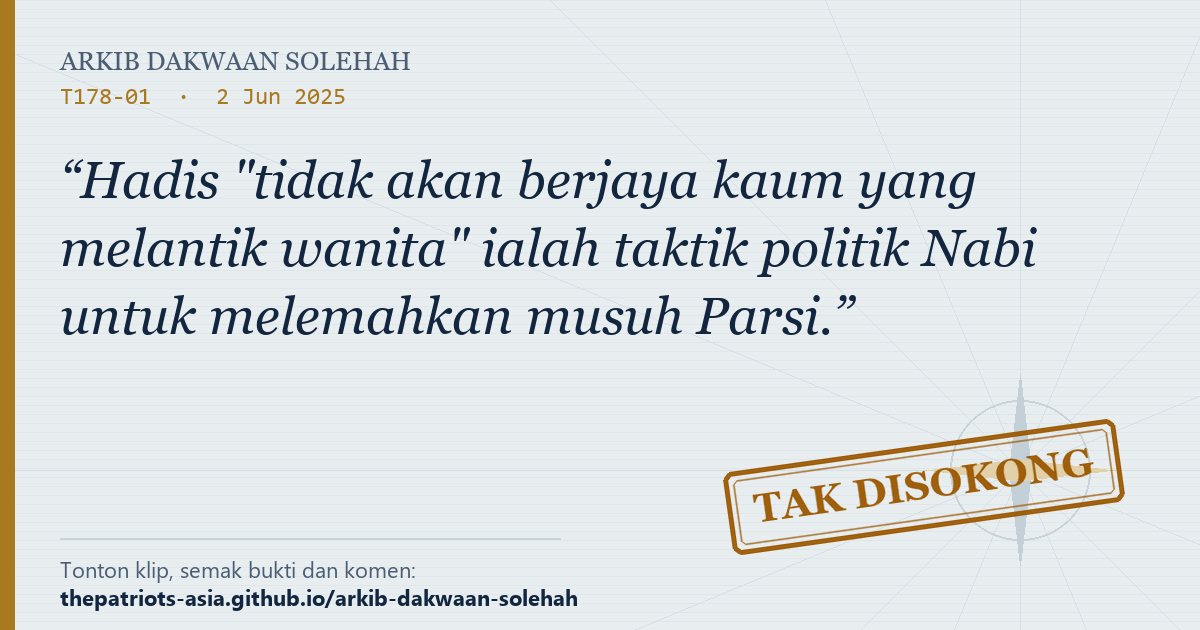 ARKIB DAKWAAN SOLEHAH
T178-01 · 2 Jun 2025
“Hadis "tidak akan berjaya kaum yang
melantik wanita" ialah taktik politik Nabi
untuk melemahkan musuh Parsi.”
TAK DISOKONG
Tonton klip, semak bukti dan komen:
thepatriots-asia.github.io/arkib-dakwaan-solehah